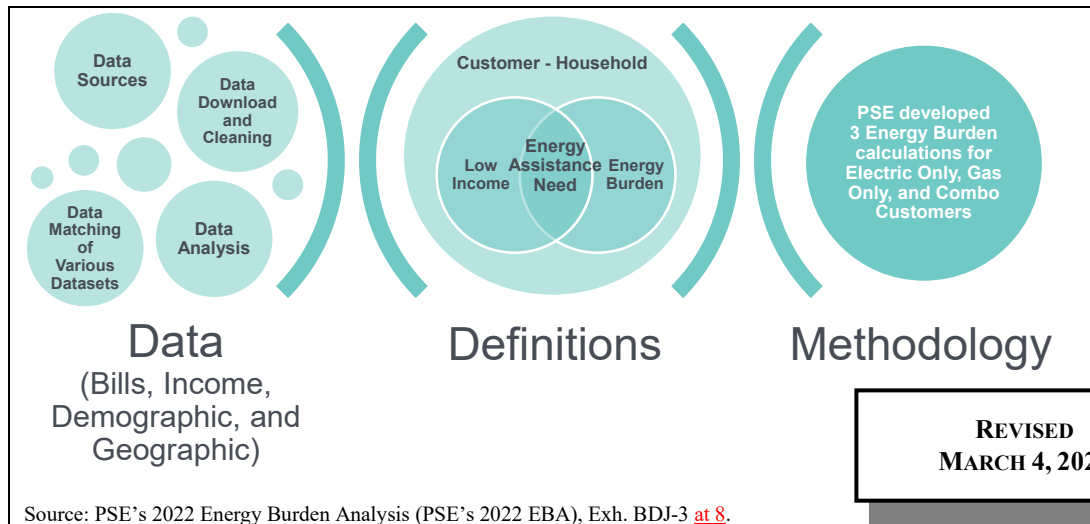 Data
Sources
Data
Download
and
Cleaning
Data
Matching
of
Various
Datasets
Data
Analysis
Customer - Household
Low
Income
Energy
Assistance
Need
Energy
Burden
PSE developed
3 Energy Burden
calculations for
Electric Only, Gas
Only, and Combo
Customers
Data
(Bills, Income,
Demographic, and
Geographic)
Definitions
Methodology
REVISED
MARCH 4, 202
Source: PSE's 2022 Energy Burden Analysis (PSE's 2022 EBA), Exh. BDJ-3 at 8.